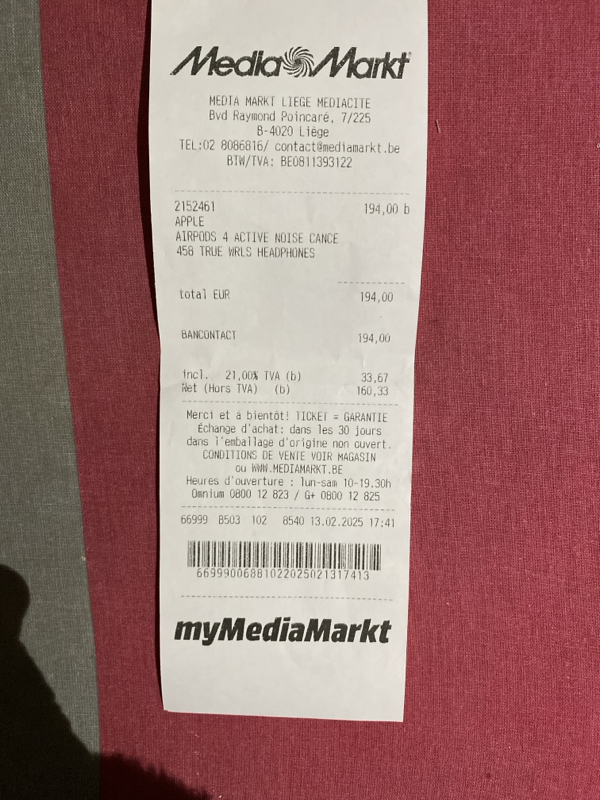 Media Markt
MEDIA MARKT LIEGE MEDIACITE
Bvd Raymond Poincaré, 7/225
B-4020 Liège
TEL:02 8086816/ contact@mediamarkt.be
BTW/TVA: BE0811393122
2152461 194,00 b
APPLE
AIRPODS 4 ACTIVE NOISE CANCE
458 TRUE WRLS HEADPHONES
total EUR 194,00
BANCONTACT 194,00
incl. 21,00% TVA (b) 33,67
Net (Hors TVA) (b) 160,33
Merci et à bientôt! TICKET = GARANTIE
Échange d'achat: dans les 30 jours
dans l'emballage d'origine non ouvert.
CONDITIONS DE VENTE VOIR MAGASIN
ou WWW.MEDIAMARKT.BE
Heures d'ouverture : lun-sam 10-19.30h
Omnium 0800 12 823 / G+ 0800 12 825
66999 8503 102 8540 13.02.2025 17:41
66999006881022025021317413
myMediaMarkt